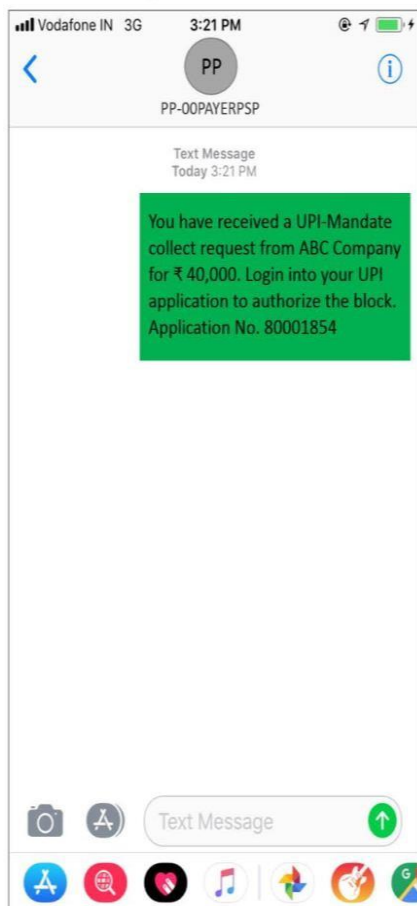 Vodafone IN 3G 3:21 PM
PP
PP-OOPAYERPSP
Text Message
Today 3:21 PM
You have received a UPI-Mandate
collect request from ABC Company
for ₹ 40,000. Login into your UPI
application to authorize the block.
Application No. 80001854
Text Message
G